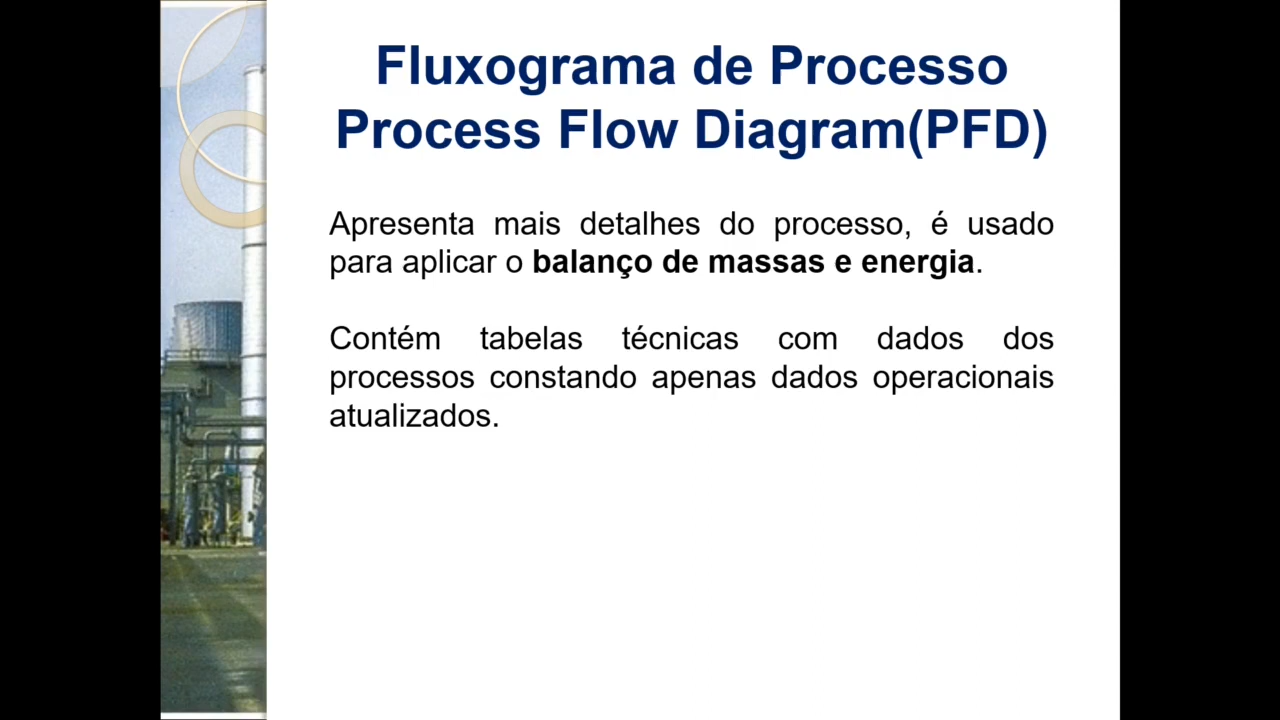 Fluxograma de Processo
Process Flow Diagram(PFD)
Apresenta mais detalhes do processo, é usado
para aplicar o balanço de massas e energia.
Contém tabelas técnicas com dados dos
processos constando apenas dados operacionais
atualizados.